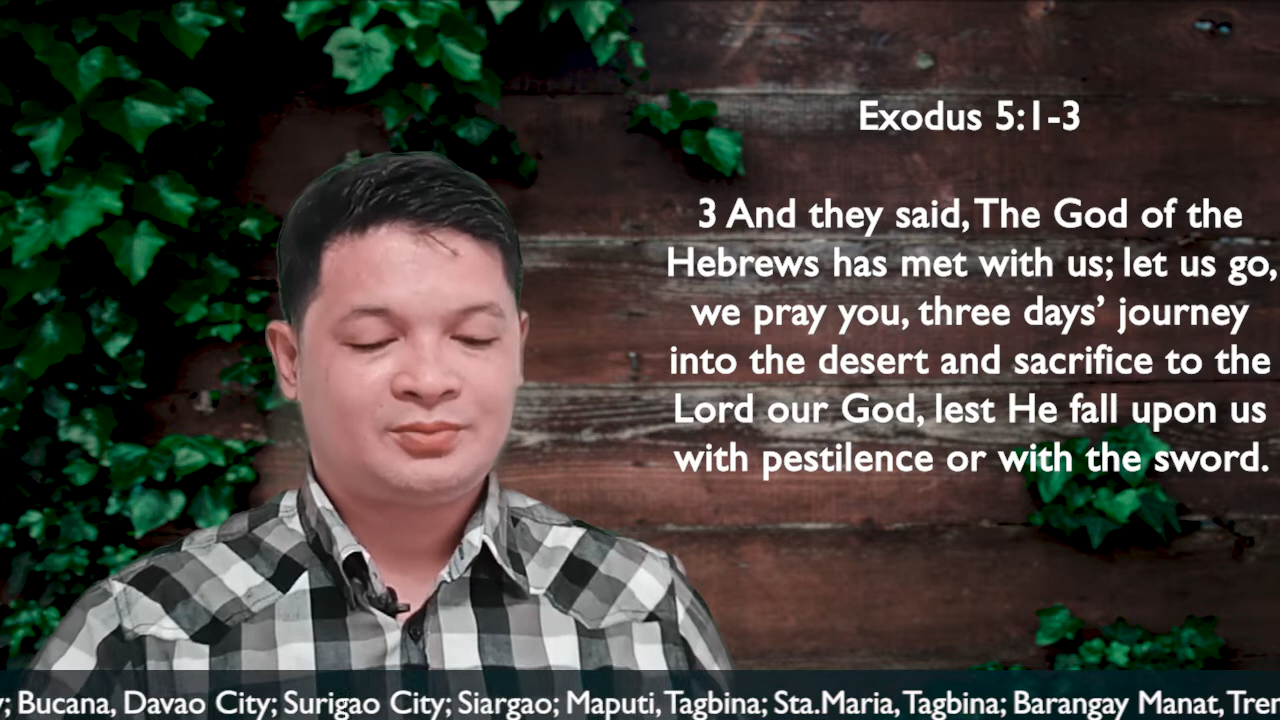 Exodus 5:1-3
3 And they said, The God of the
Hebrews has met with us; let us go,
we pray you, three days’ journey
into the desert and sacrifice to the
Lord our God, lest He fall upon us
with pestilence or with the sword.
Bucana, Davao City; Surigao City; Siargao; Maputi, Tagbina; Sta.Maria, Tagbina; Barangay Manat,